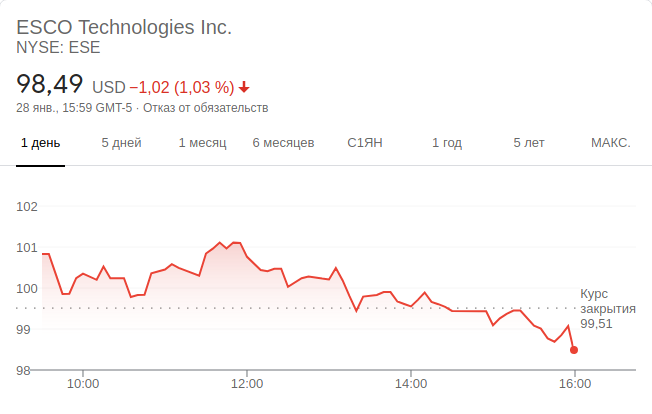 ESCO Technologies Inc.
NYSE: ESE
98,49 USD −1,02 (1,03 %)
28 янв., 15:59 GMT-5 · Отказ от обязательств
1 день 5 дней 1 месяц 6 месяцев С1ЯН 1 год 5 лет МАКС.
102
101
100
99
98
Курс
закрытия
99,51
10:00 12:00 14:00 16:00